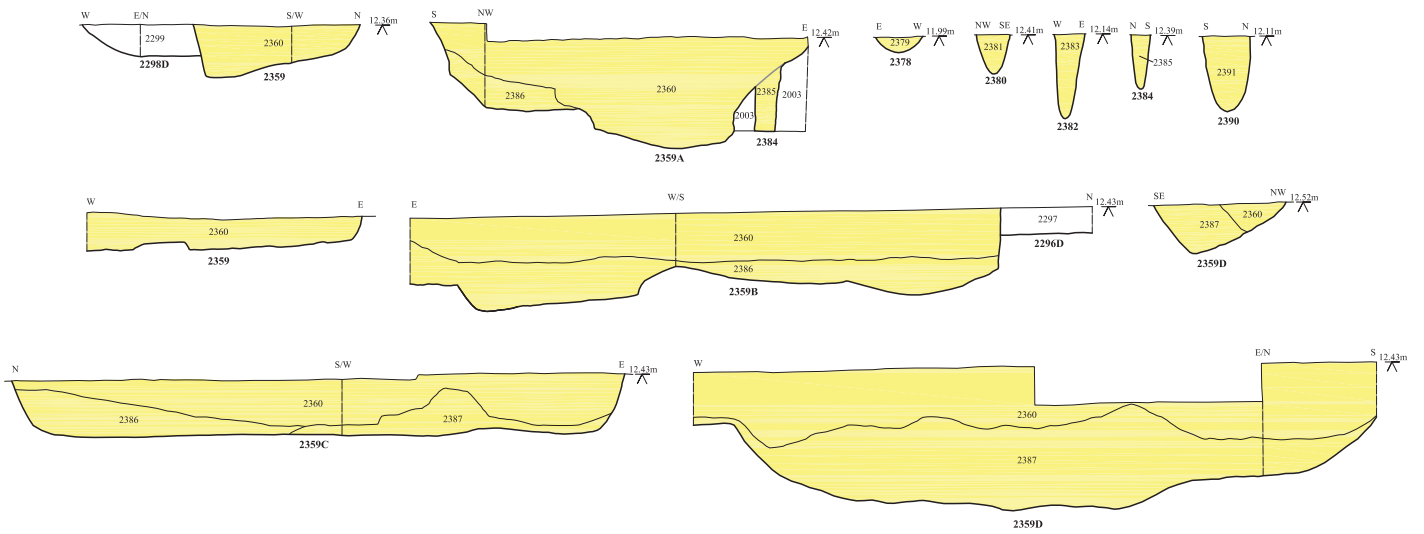 W E/N S/W N 12.36m
2299 2360
2298D 2359
S NW E 12.42m
2386 2360 2003 2385 2003
2359A 2384
E W 11.99m
2379
2378
NW SE 12.41m
2381
2380
W E 12.14m
2383
2382
N S 12.39m
2385
2384
S N 12.11m
2391
2390
W E
2360
2359
E W/S N 12.43m
2360 2297
2386
2359B 2296D
SE NW 12.52m
2387 2360
2359D
N S/W E 12.43m
2386 2360 2387
2359C
W E/N S 12.43m
2360
2387
2359D